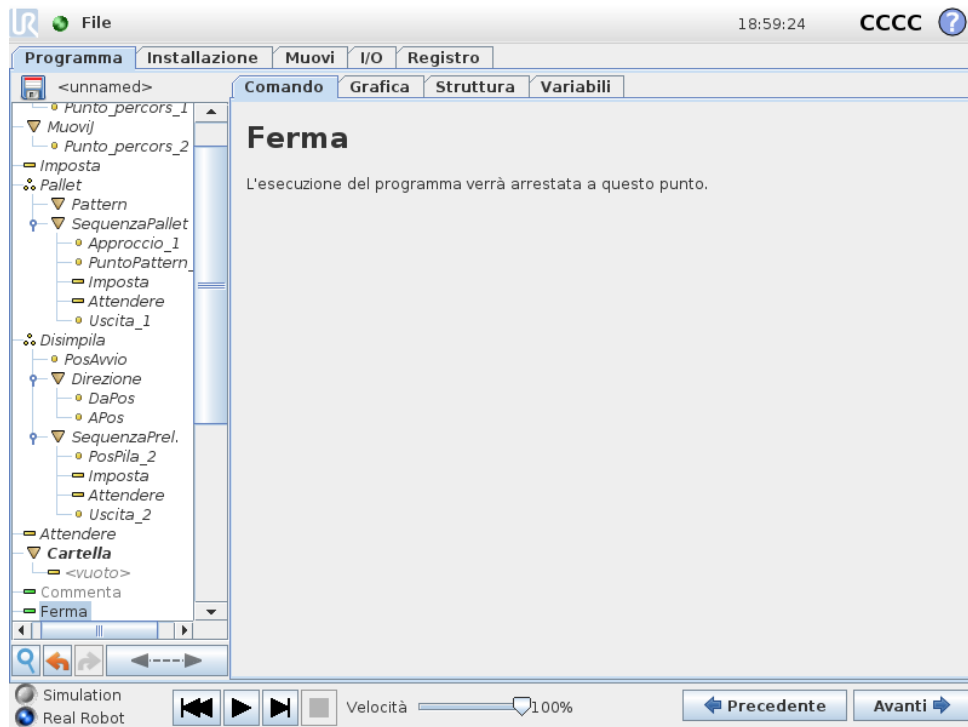 UR File 18:59:24 CCCC ?
Programma Installazione Muovi I/O Registro
<unnamed>
Comando Grafica Struttura Variabili
Punto_percors_1
MuoviJ
Punto_percors_2
Imposta
Pallet
Pattern
SequenzaPallet
Approccio_1
PuntoPattern_
Imposta
Attendere
Uscita_1
Disimpila
PosAvvio
Direzione
DaPos
APos
SequenzaPrel.
PosPila_2
Imposta
Attendere
Uscita_2
Attendere
Cartella
<vuoto>
Commenta
Ferma
Ferma
L'esecuzione del programma verrà arrestata a questo punto.
Simulation
Real Robot
Velocità 100%
Precedente Avanti